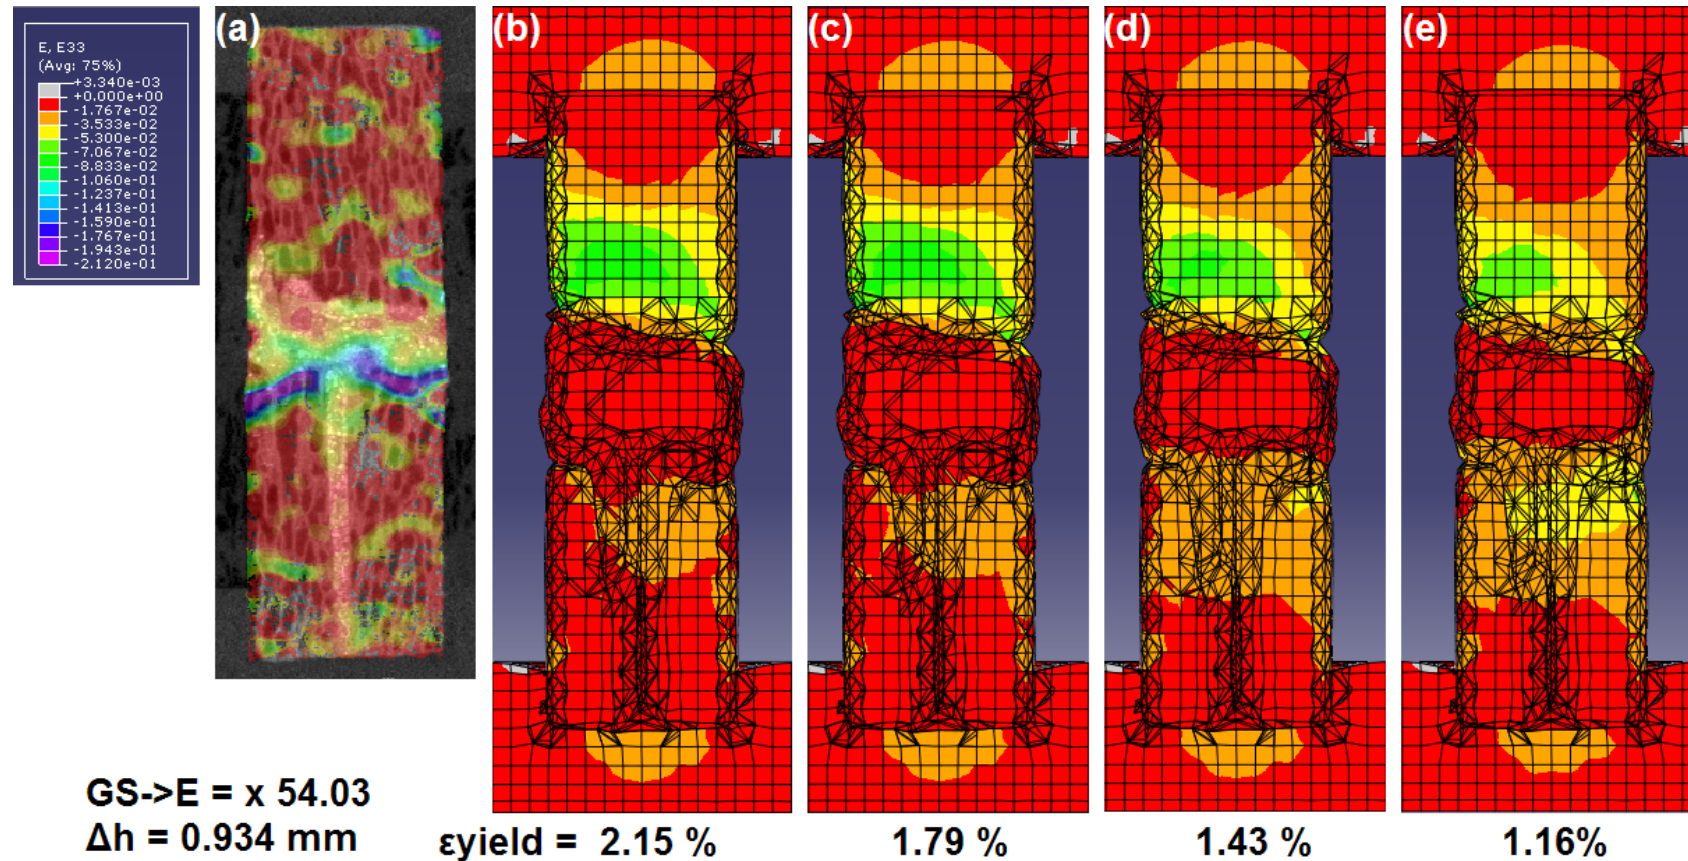 E, E33
(Avg: 75%)
+3.340e-03
+0.000e+00
-1.767e-02
-3.533e-02
-5.300e-02
-7.067e-02
-8.833e-02
-1.060e-01
-1.237e-01
-1.413e-01
-1.590e-01
-1.767e-01
-1.943e-01
-2.120e-01
(a) (b) (c) (d) (e)
GS->E = x 54.03
Δh = 0.934 mm
εyield = 2.15 % 1.79 % 1.43 % 1.16%